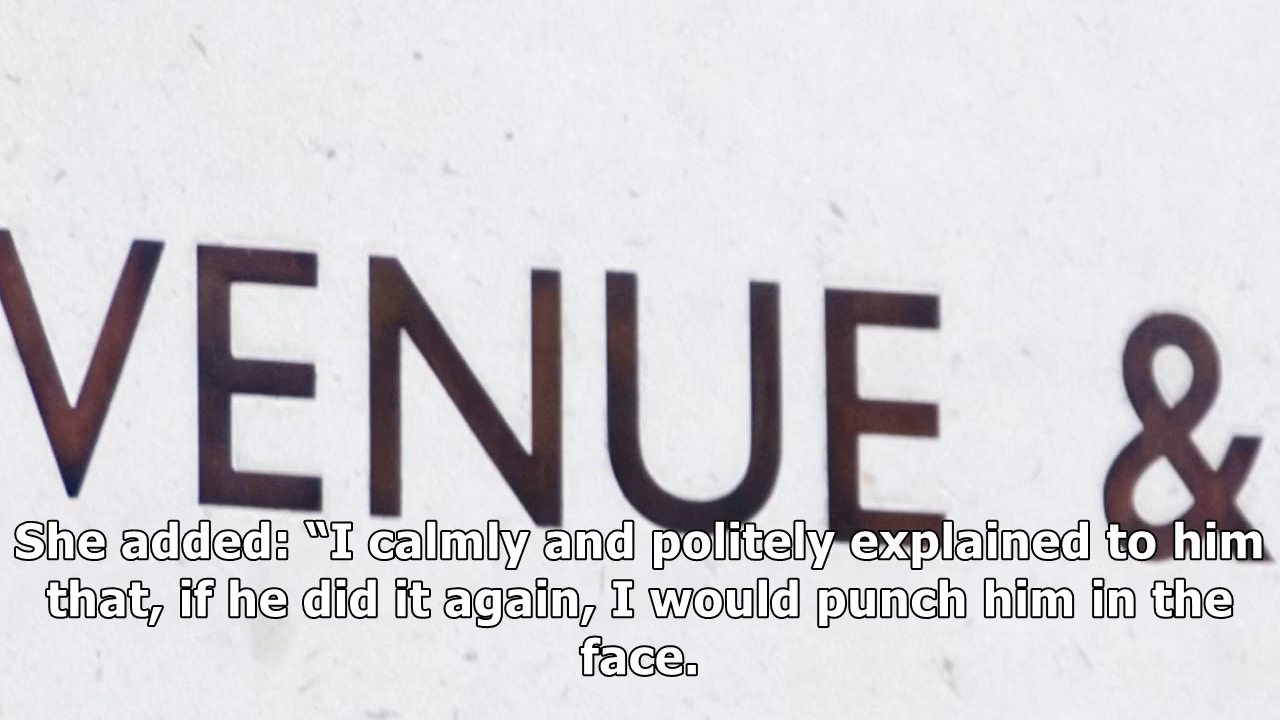 VENUE &
She added: “I calmly and politely explained to him
that, if he did it again, I would punch him in the
face.